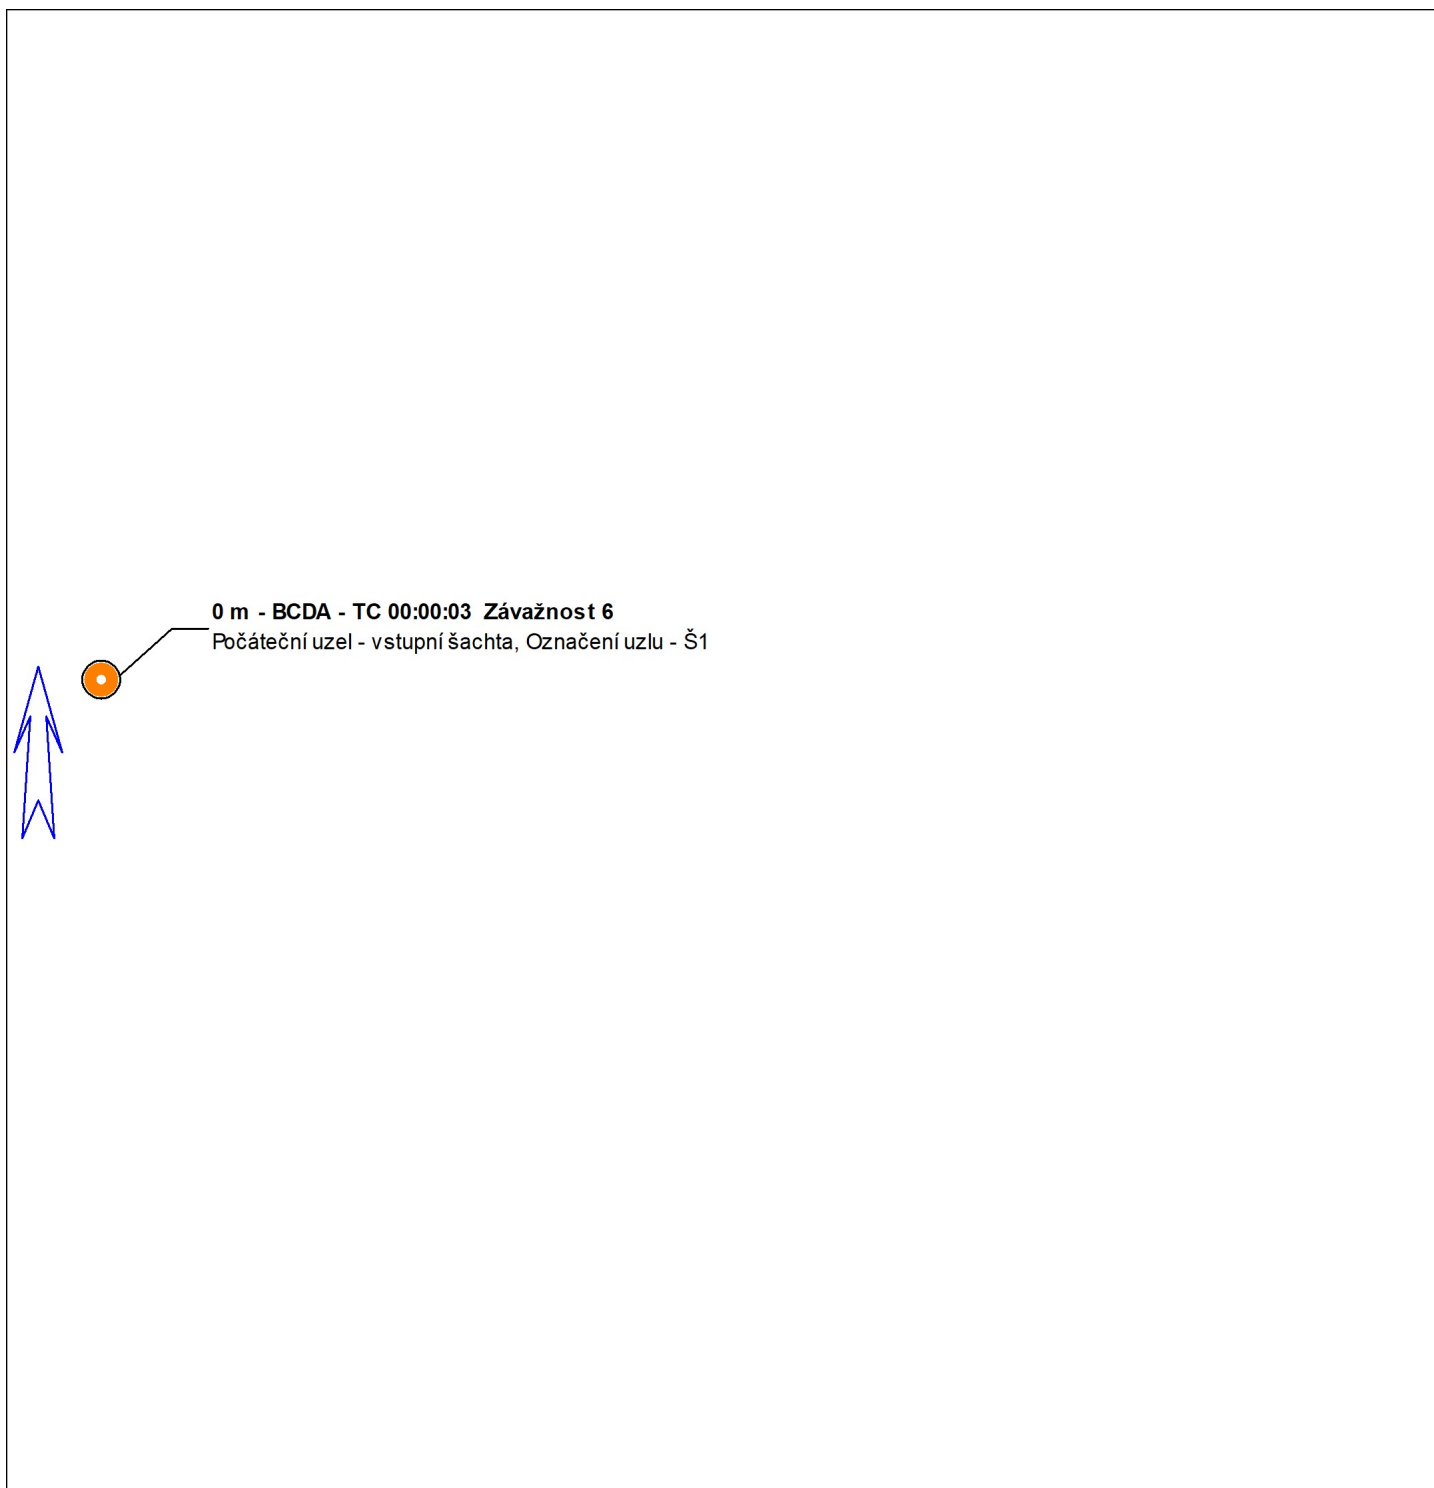 0 m - BCDA - TC 00:00:03 Závažnost 6
Počáteční uzel - vstupní šachta, Označení uzlu - Š1